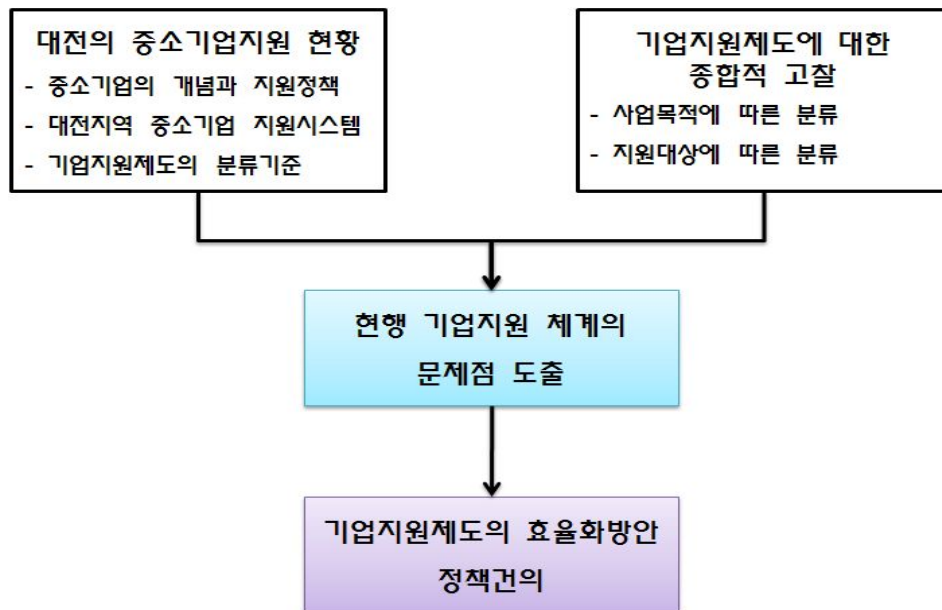 대전의 중소기업지원 현황
- 중소기업의 개념과 지원정책
- 대전지역 중소기업 지원시스템
- 기업지원제도의 분류기준
기업지원제도에 대한
종합적 고찰
- 사업목적에 따른 분류
- 지원대상에 따른 분류
현행 기업지원 체계의
문제점 도출
기업지원제도의 효율화방안
정책건의